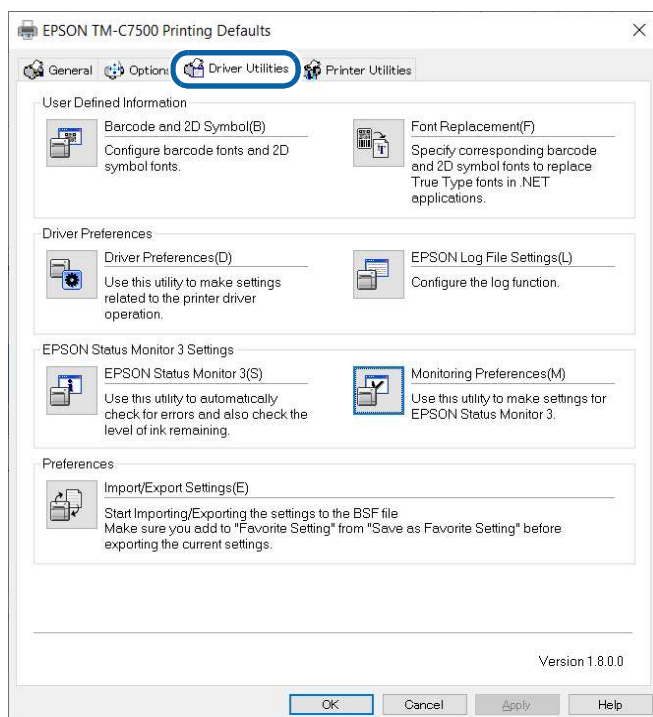 EPSON TM-C7500 Printing Defaults
General Option: Driver Utilities Printer Utilities
User Defined Information
Barcode and 2D Symbol(B)
Configure barcode fonts and 2D
symbol fonts.
Font Replacement(F)
Specify corresponding barcode
and 2D symbol fonts to replace
True Type fonts in .NET
applications.
Driver Preferences
Driver Preferences(D)
Use this utility to make settings
related to the printer driver
operation.
EPSON Log File Settings(L)
Configure the log function.
EPSON Status Monitor 3 Settings
EPSON Status Monitor 3(S)
Use this utility to automatically
check for errors and also check the
level of ink remaining.
Monitoring Preferences(M)
Use this utility to make settings for
EPSON Status Monitor 3.
Preferences
Import/Export Settings(E)
Start Importing/Exporting the settings to the BSF file
Make sure you add to "Favorite Setting" from "Save as Favorite Setting" before
exporting the current settings.
Version 1.8.0.0
OK Cancel Apply Help